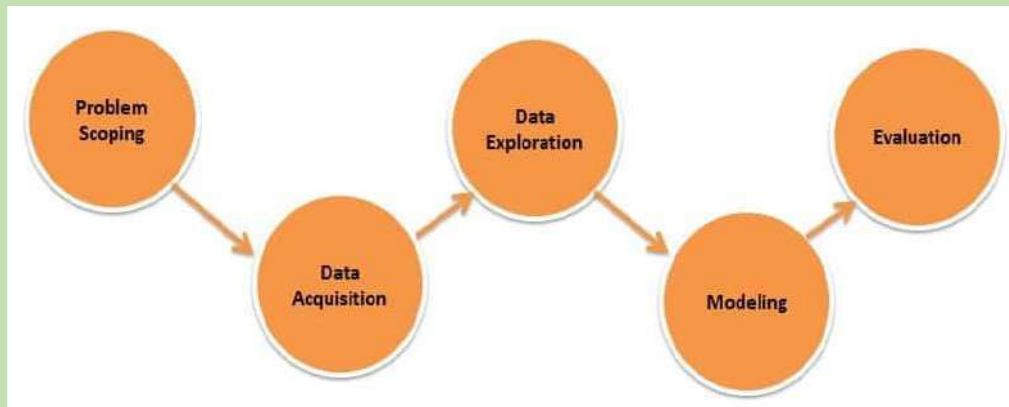 Problem
Scoping
Data
Acquisition
Data
Exploration
Modeling
Evaluation